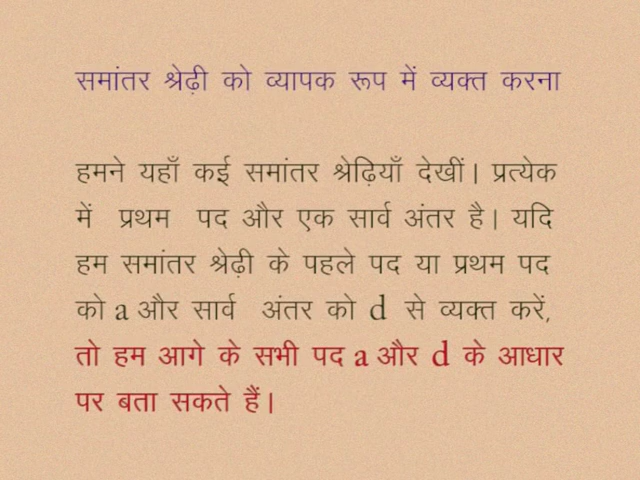 समांतर श्रेढ़ी को व्यापक रूप में व्यक्त करना
हमने यहाँ कई समांतर श्रेढ़ियाँ देखीं। प्रत्येक
में प्रथम पद और एक सार्व अंतर है। यदि
हम समांतर श्रेढ़ी के पहले पद या प्रथम पद
को a और सार्व अंतर को d से व्यक्त करें,
तो हम आगे के सभी पद a और d के आधार
पर बता सकते हैं।